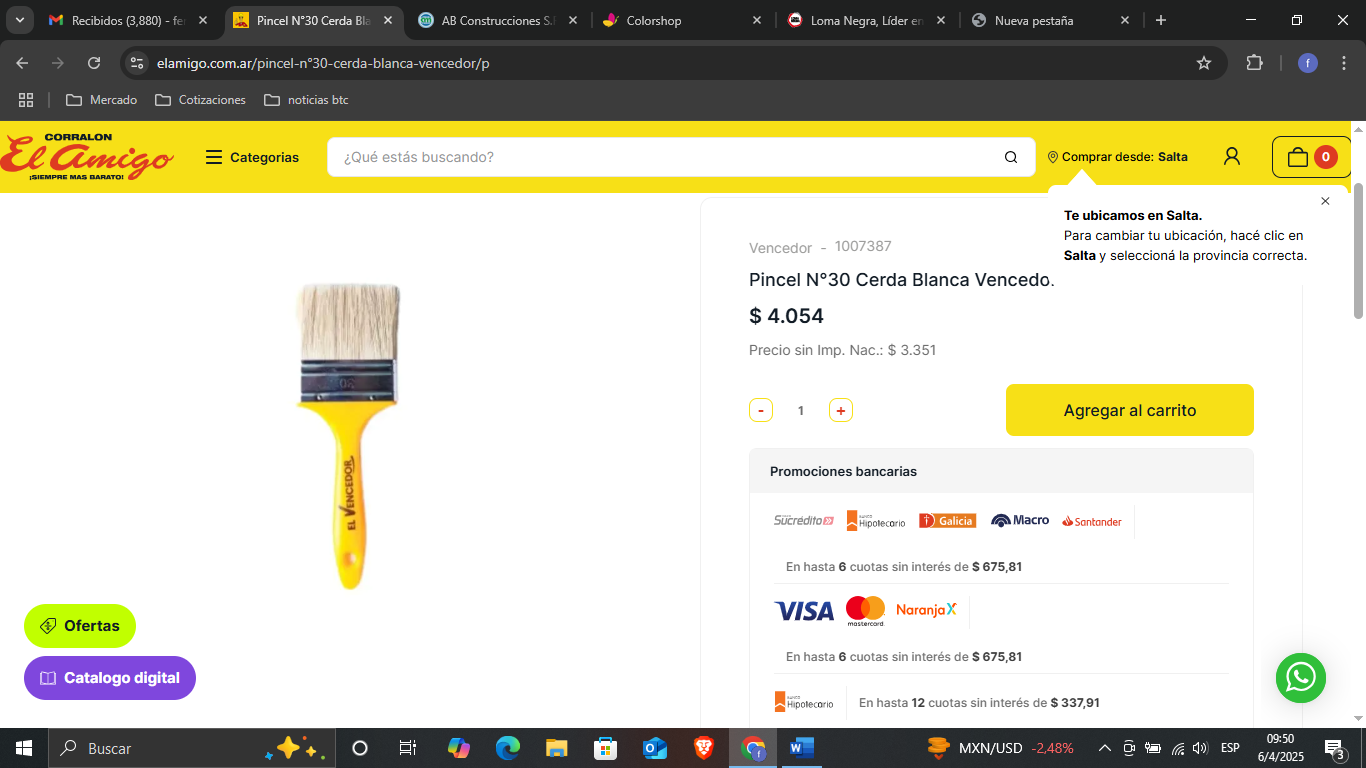 Recibidos (3,880) - fe
Pincel N°30 Cerda Bla
AB Construcciones S.
Colorshop
Loma Negra, Líder en
Nueva pestaña
elamigo.com.ar/pincel-n°30-cerda-blanca-vencedor/p
f
Mercado
Cotizaciones
noticias btc
CORRALON
El Amigo
¡SIEMPRE MAS BARATO!
Categorias
¿Qué estás buscando?
Comprar desde: Salta
0
Te ubicamos en Salta.
Para cambiar tu ubicación, hacé clic en
Salta y seleccioná la provincia correcta.
Vencedor - 1007387
Pincel N°30 Cerda Blanca Vencedor
$ 4.054
Precio sin Imp. Nac.: $ 3.351
- 1 +
Agregar al carrito
30
EL VENCEDOR
Promociones bancarias
Sucrédito
Hipotecario
Galicia
Macro
Santander
En hasta 6 cuotas sin interés de $ 675,81
VISA
mastercard
Naranja X
En hasta 6 cuotas sin interés de $ 675,81
Hipotecario
En hasta 12 cuotas sin interés de $ 337,91
Ofertas
Catalogo digital
Buscar
MXN/USD -2,48%
ESP
09:50
6/4/2025
3